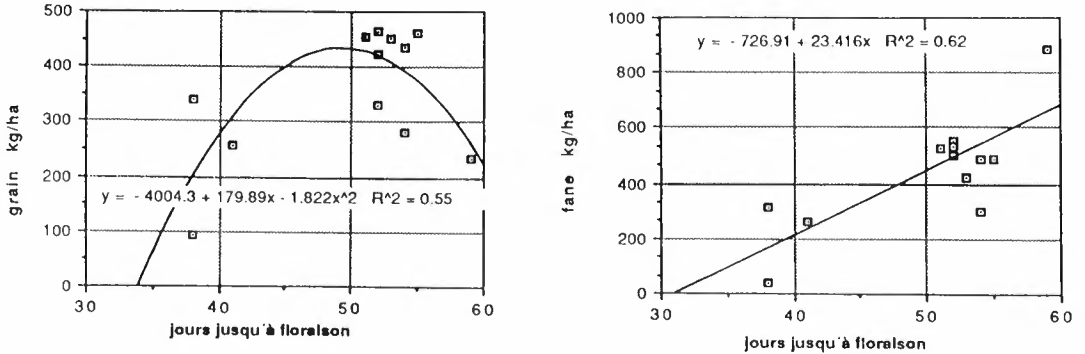 500
400
300
200
100
0
grain kg/ha
y = - 4004.3 + 179.89x - 1.822x^2 R^2 = 0.55
30 40 50 60
jours jusqu'à floraison
1000
800
600
400
200
0
fane kg/ha
y = - 726.91 + 23.416x R^2 = 0.62
30 40 50 60
jours jusqu'à floraison